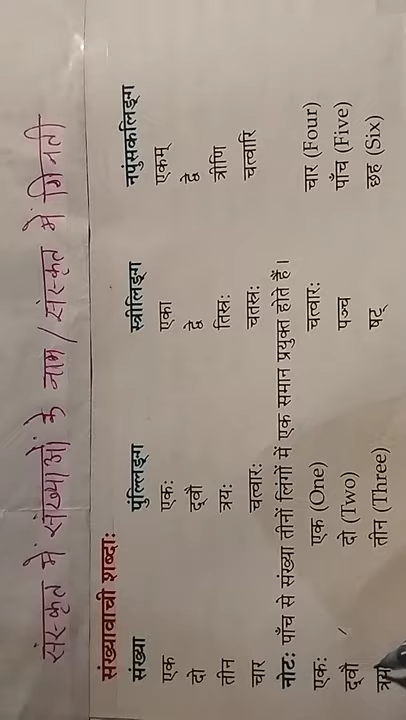 संस्कृत में संख्याओं के नाम / संस्कृत में गिनती
संख्यावाची शब्दाः
संख्या पुंल्लिङ्ग स्त्रीलिङ्ग नपुंसकलिङ्ग
एक एकः एका एकम्
दो द्वौ द्वे द्वे
तीन त्रयः तिस्रः त्रीणि
चार चत्वारः चतस्रः चत्वारि
नोटः पाँच से संख्या तीनों लिंगों में एक समान प्रयुक्त होते हैं।
एकः एक (One) चत्वारः चार (Four)
द्वौ दो (Two) पञ्च पाँच (Five)
तीन (Three) षट् छह (Six)